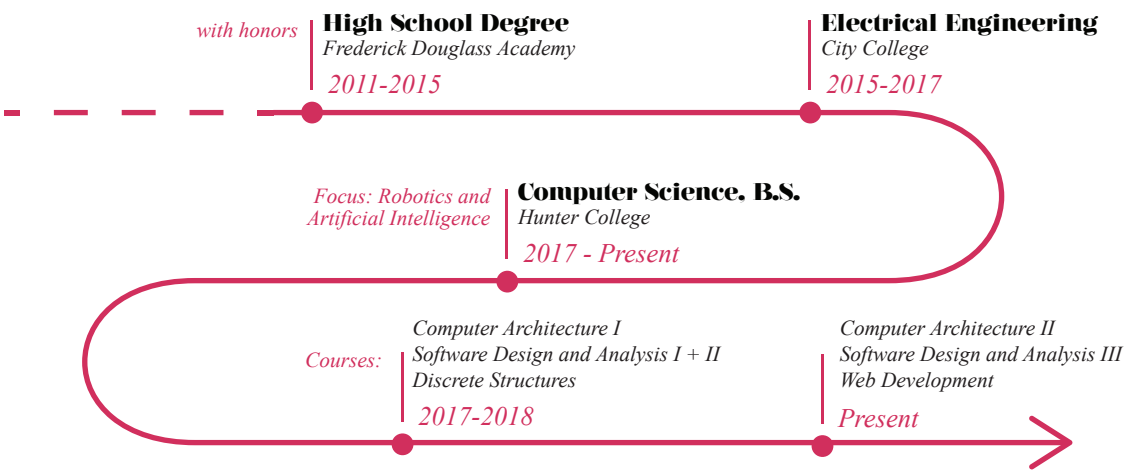 with honors
High School Degree
Frederick Douglass Academy
2011-2015
Electrical Engineering
City College
2015-2017
Focus: Robotics and
Artificial Intelligence
Computer Science, B.S.
Hunter College
2017 - Present
Courses:
Computer Architecture I
Software Design and Analysis I + II
Discrete Structures
2017-2018
Computer Architecture II
Software Design and Analysis III
Web Development
Present